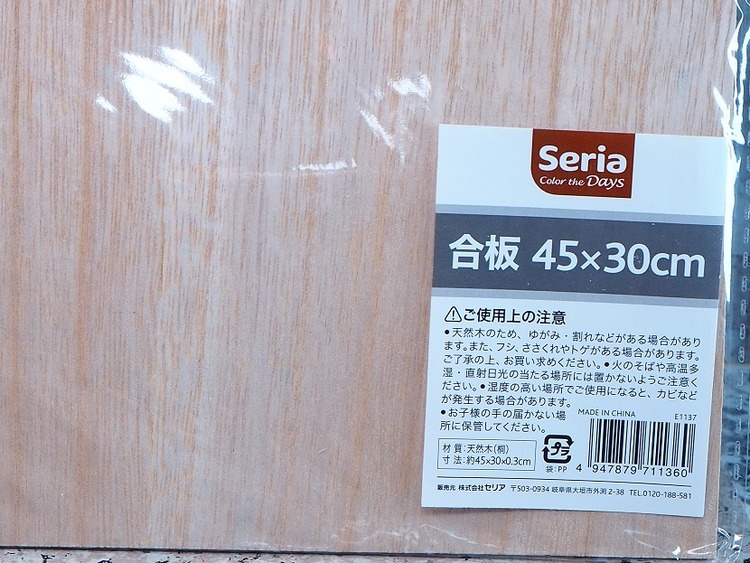 Seria
Color the Days
合板 45×30cm
⚠ご使用上の注意
●天然木のため、ゆがみ・割れなどがある場合があり
ます。また、フシ、ささくれやトゲがある場合があります。
ご了承の上、お買い求めください。●火のそばや高温多
湿・直射日光の当たる場所には置かないようご注意く
ださい。●湿度の高い場所でご使用になると、カビなど
が発生する場合があります。
●お子様の手の届かない場
所に保管してください。
MADE IN CHINA E1137
材 質：天然木（桐）
寸 法：約45×30×0.3cm
プラ
袋：PP
4 947879 711360
販売元 株式会社セリア 〒503-0934 岐阜県大垣市外渕2-38 TEL.0120-188-581